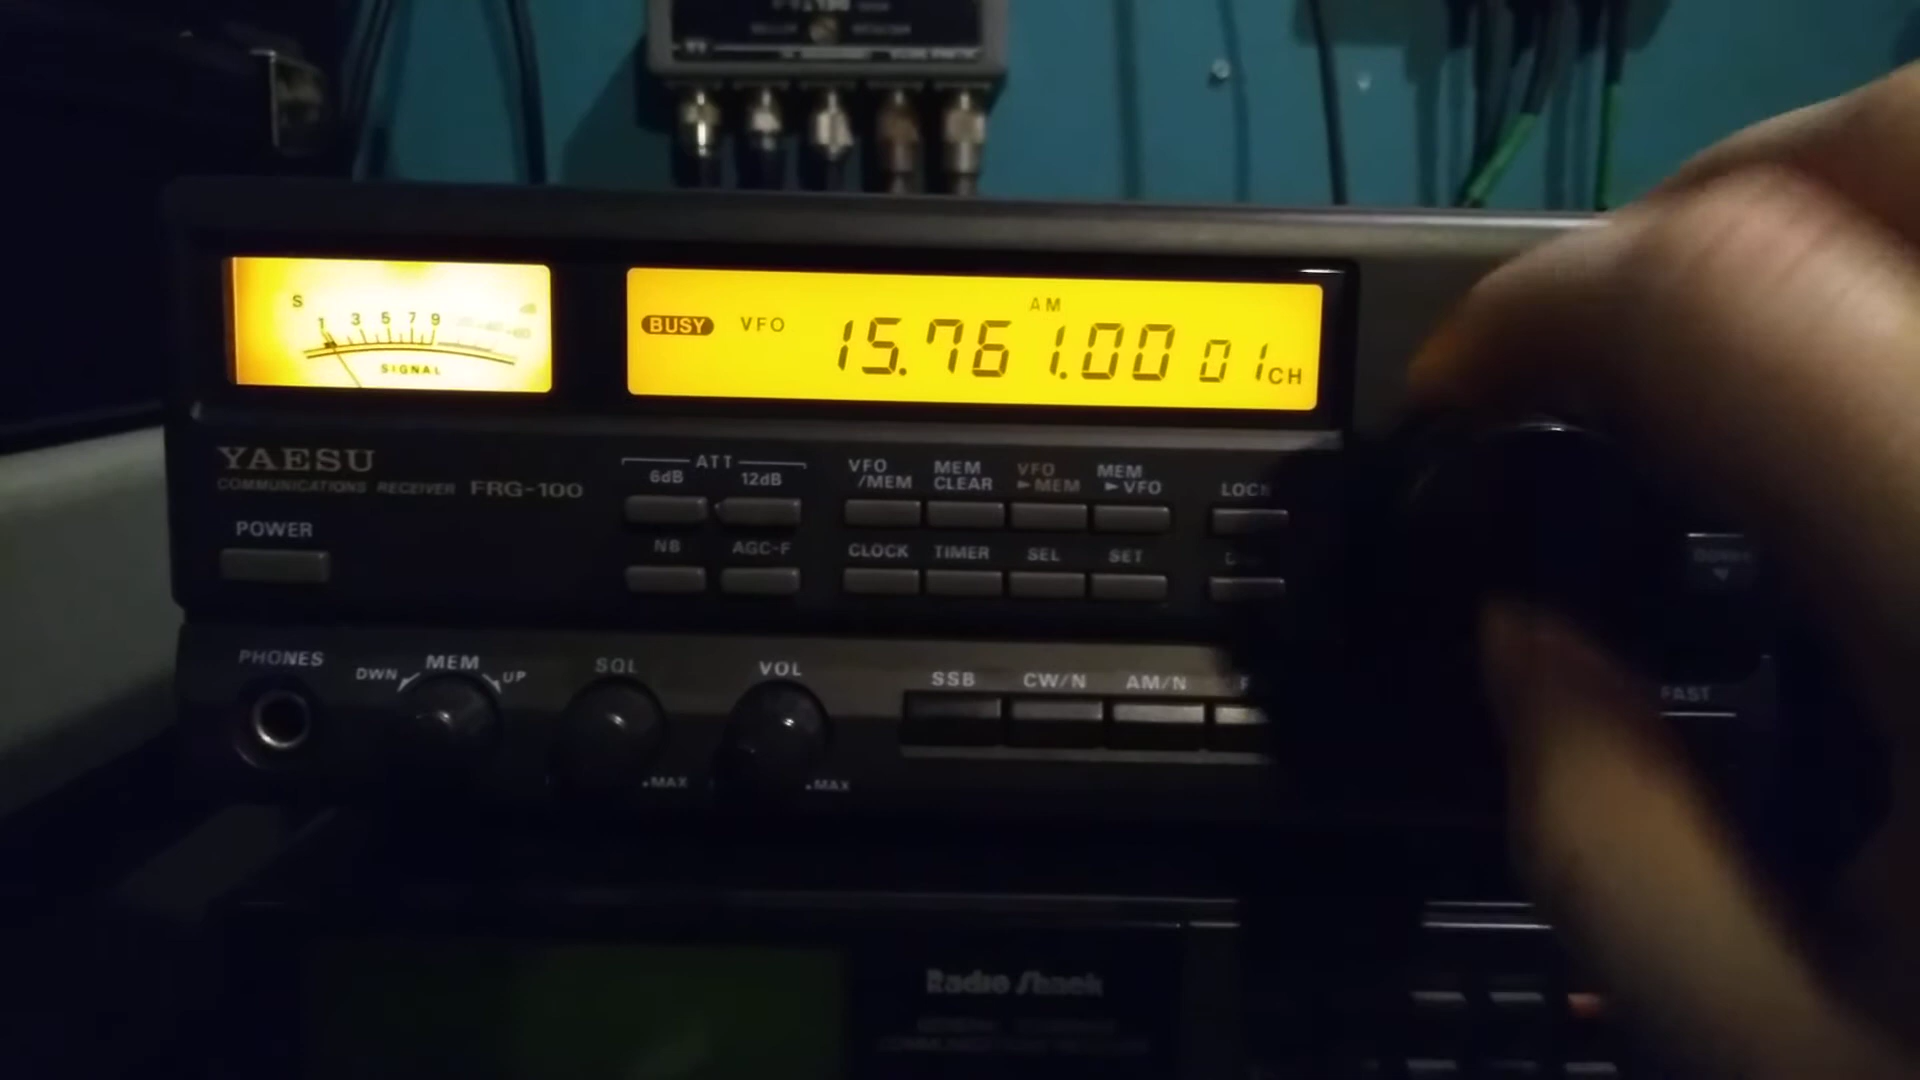 S
1 3 5 7 9
SIGNAL
BUSY VFO AM
15.761.00 01 CH
YAESU
COMMUNICATIONS RECEIVER FRG-100
POWER
ATT
6dB 12dB
NB AGC-F
VFO /MEM
MEM CLEAR
VFO ►MEM
MEM ►VFO
CLOCK TIMER SEL SET
DOWN
FAST
PHONES
DWN MEM UP
SQL
MAX
VOL
MAX
SSB CW/N AM/N
Radio Shack